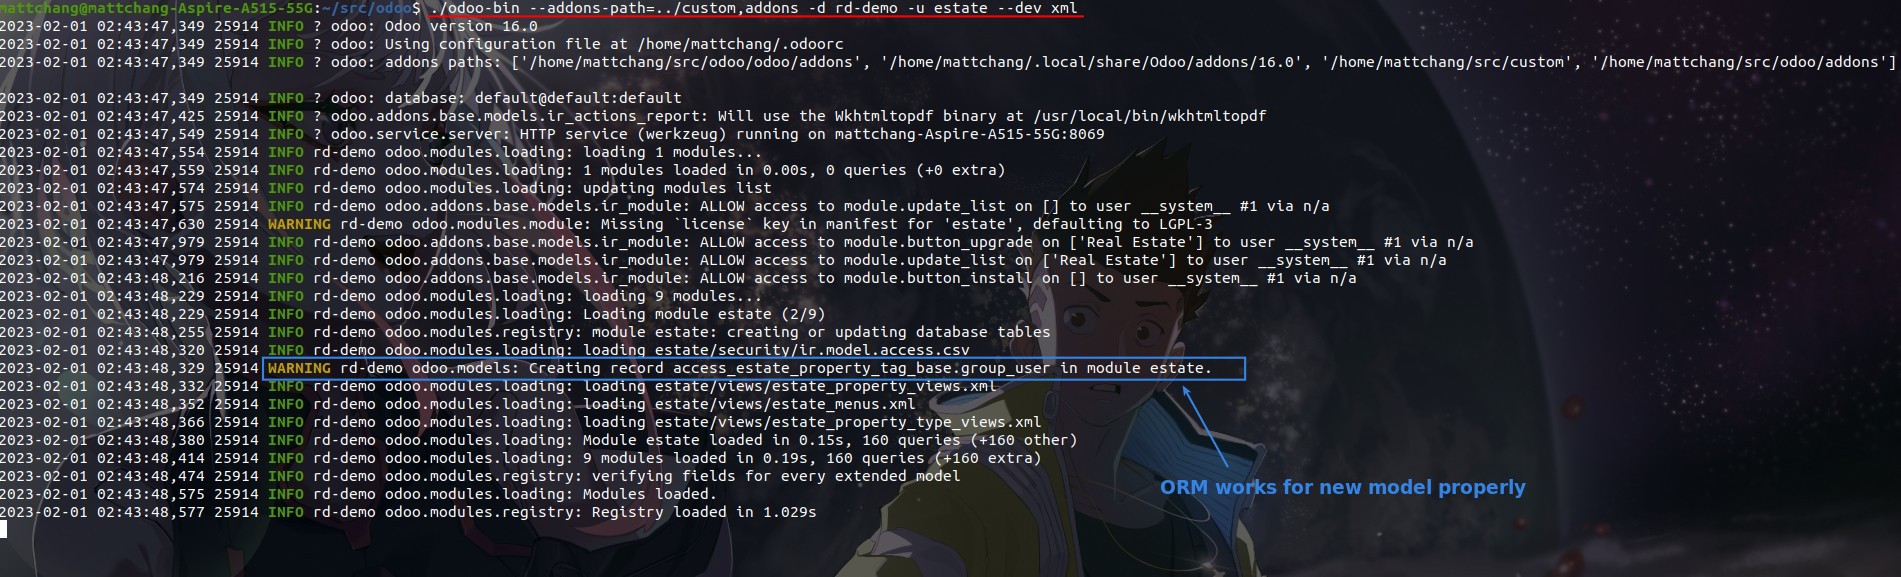 mattchang@mattchang-Aspire-A515-55G:~/src/odoo$ ./odoo-bin --addons-path=../custom,addons -d rd-demo -u estate --dev xml
2023-02-01 02:43:47,349 25914 INFO ? odoo: Odoo version 16.0
2023-02-01 02:43:47,349 25914 INFO ? odoo: Using configuration file at /home/mattchang/.odoorc
2023-02-01 02:43:47,349 25914 INFO ? odoo: addons paths: ['/home/mattchang/src/odoo/odoo/addons', '/home/mattchang/.local/share/Odoo/addons/16.0', '/home/mattchang/src/custom', '/home/mattchang/src/odoo/addons']
2023-02-01 02:43:47,349 25914 INFO ? odoo: database: default@default:default
2023-02-01 02:43:47,425 25914 INFO ? odoo.addons.base.models.ir_actions_report: Will use the Wkhtmltopdf binary at /usr/local/bin/wkhtmltopdf
2023-02-01 02:43:47,549 25914 INFO ? odoo.service.server: HTTP service (werkzeug) running on mattchang-Aspire-A515-55G:8069
2023-02-01 02:43:47,554 25914 INFO rd-demo odoo.modules.loading: loading 1 modules...
2023-02-01 02:43:47,559 25914 INFO rd-demo odoo.modules.loading: 1 modules loaded in 0.00s, 0 queries (+0 extra)
2023-02-01 02:43:47,574 25914 INFO rd-demo odoo.modules.loading: updating modules list
2023-02-01 02:43:47,575 25914 INFO rd-demo odoo.addons.base.models.ir_module: ALLOW access to module.update_list on [] to user __system__ #1 via n/a
2023-02-01 02:43:47,630 25914 WARNING rd-demo odoo.modules.module: Missing `license` key in manifest for 'estate', defaulting to LGPL-3
2023-02-01 02:43:47,979 25914 INFO rd-demo odoo.addons.base.models.ir_module: ALLOW access to module.button_upgrade on ['Real Estate'] to user __system__ #1 via n/a
2023-02-01 02:43:47,979 25914 INFO rd-demo odoo.addons.base.models.ir_module: ALLOW access to module.update_list on ['Real Estate'] to user __system__ #1 via n/a
2023-02-01 02:43:48,216 25914 INFO rd-demo odoo.addons.base.models.ir_module: ALLOW access to module.button_install on [] to user __system__ #1 via n/a
2023-02-01 02:43:48,229 25914 INFO rd-demo odoo.modules.loading: loading 9 modules...
2023-02-01 02:43:48,229 25914 INFO rd-demo odoo.modules.loading: Loading module estate (2/9)
2023-02-01 02:43:48,255 25914 INFO rd-demo odoo.modules.registry: module estate: creating or updating database tables
2023-02-01 02:43:48,320 25914 INFO rd-demo odoo.modules.loading: loading estate/security/ir.model.access.csv
2023-02-01 02:43:48,329 25914 WARNING rd-demo odoo.models: Creating record access_estate_property_tag_base.group_user in module estate.
2023-02-01 02:43:48,332 25914 INFO rd-demo odoo.modules.loading: loading estate/views/estate_property_views.xml
2023-02-01 02:43:48,352 25914 INFO rd-demo odoo.modules.loading: loading estate/views/estate_menus.xml
2023-02-01 02:43:48,366 25914 INFO rd-demo odoo.modules.loading: loading estate/views/estate_property_type_views.xml
2023-02-01 02:43:48,380 25914 INFO rd-demo odoo.modules.loading: Module estate loaded in 0.15s, 160 queries (+160 other)
2023-02-01 02:43:48,414 25914 INFO rd-demo odoo.modules.loading: 9 modules loaded in 0.19s, 160 queries (+160 extra)
2023-02-01 02:43:48,474 25914 INFO rd-demo odoo.modules.registry: verifying fields for every extended model
2023-02-01 02:43:48,575 25914 INFO rd-demo odoo.modules.loading: Modules loaded.
2023-02-01 02:43:48,577 25914 INFO rd-demo odoo.modules.registry: Registry loaded in 1.029s
ORM works for new model properly